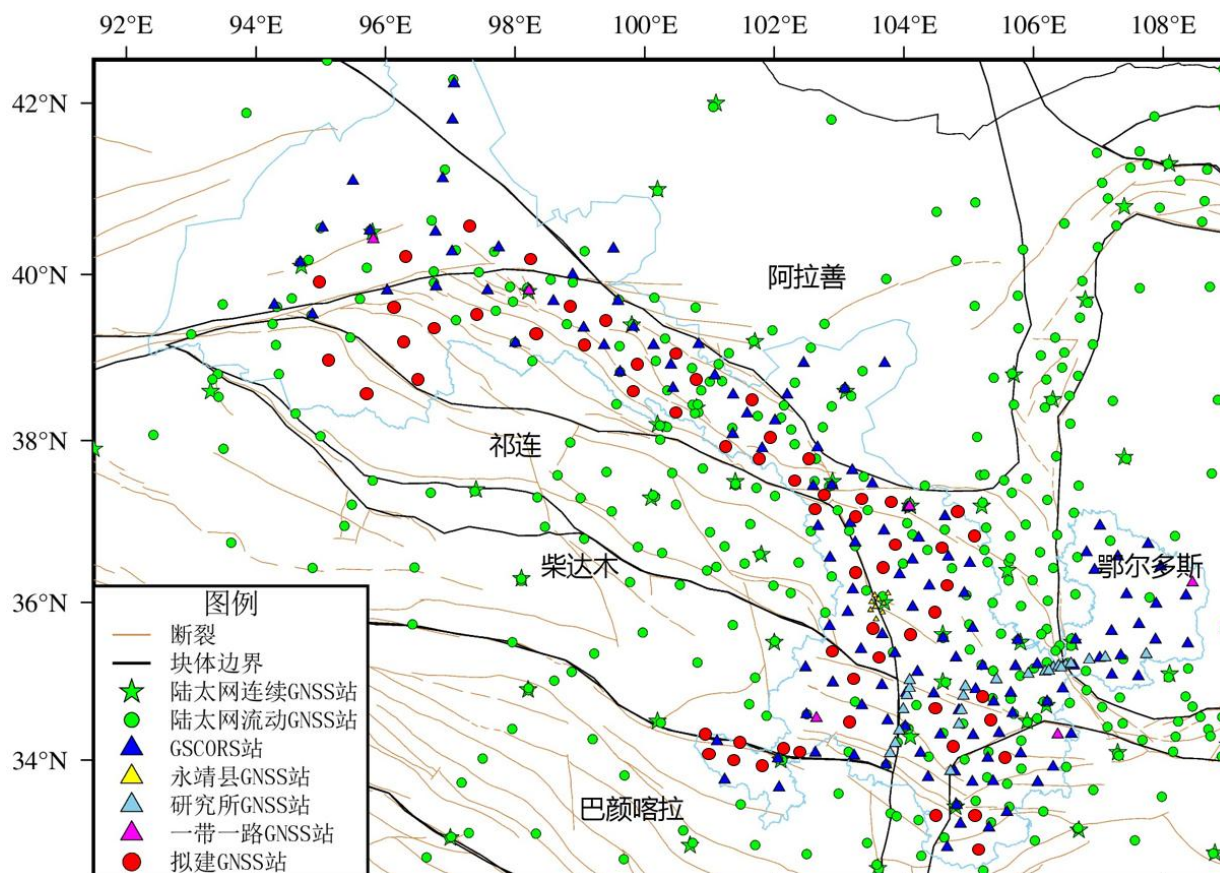 92°E 94°E 96°E 98°E 100°E 102°E 104°E 106°E 108°E
42°N
40°N
阿拉善
38°N
祁连
柴达木
鄂尔多斯
36°N
图例
断裂
块体边界
陆太网连续GNSS站
陆太网流动GNSS站
GSCORS站
34°N
永靖县GNSS站
研究所GNSS站
巴颜喀拉
一带一路GNSS站
拟建GNSS站